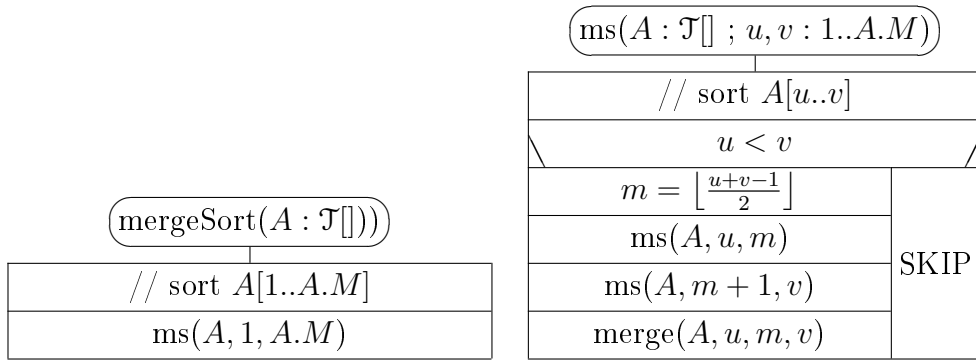 mergeSort(A : 𝒯[]))
// sort A[1..A.M]
ms(A, 1, A.M)
ms(A : 𝒯[] ; u, v : 1..A.M)
// sort A[u..v]
u < v
m = ⌊(u+v−1)/2⌋
ms(A, u, m)
ms(A, m + 1, v)
merge(A, u, m, v)
SKIP